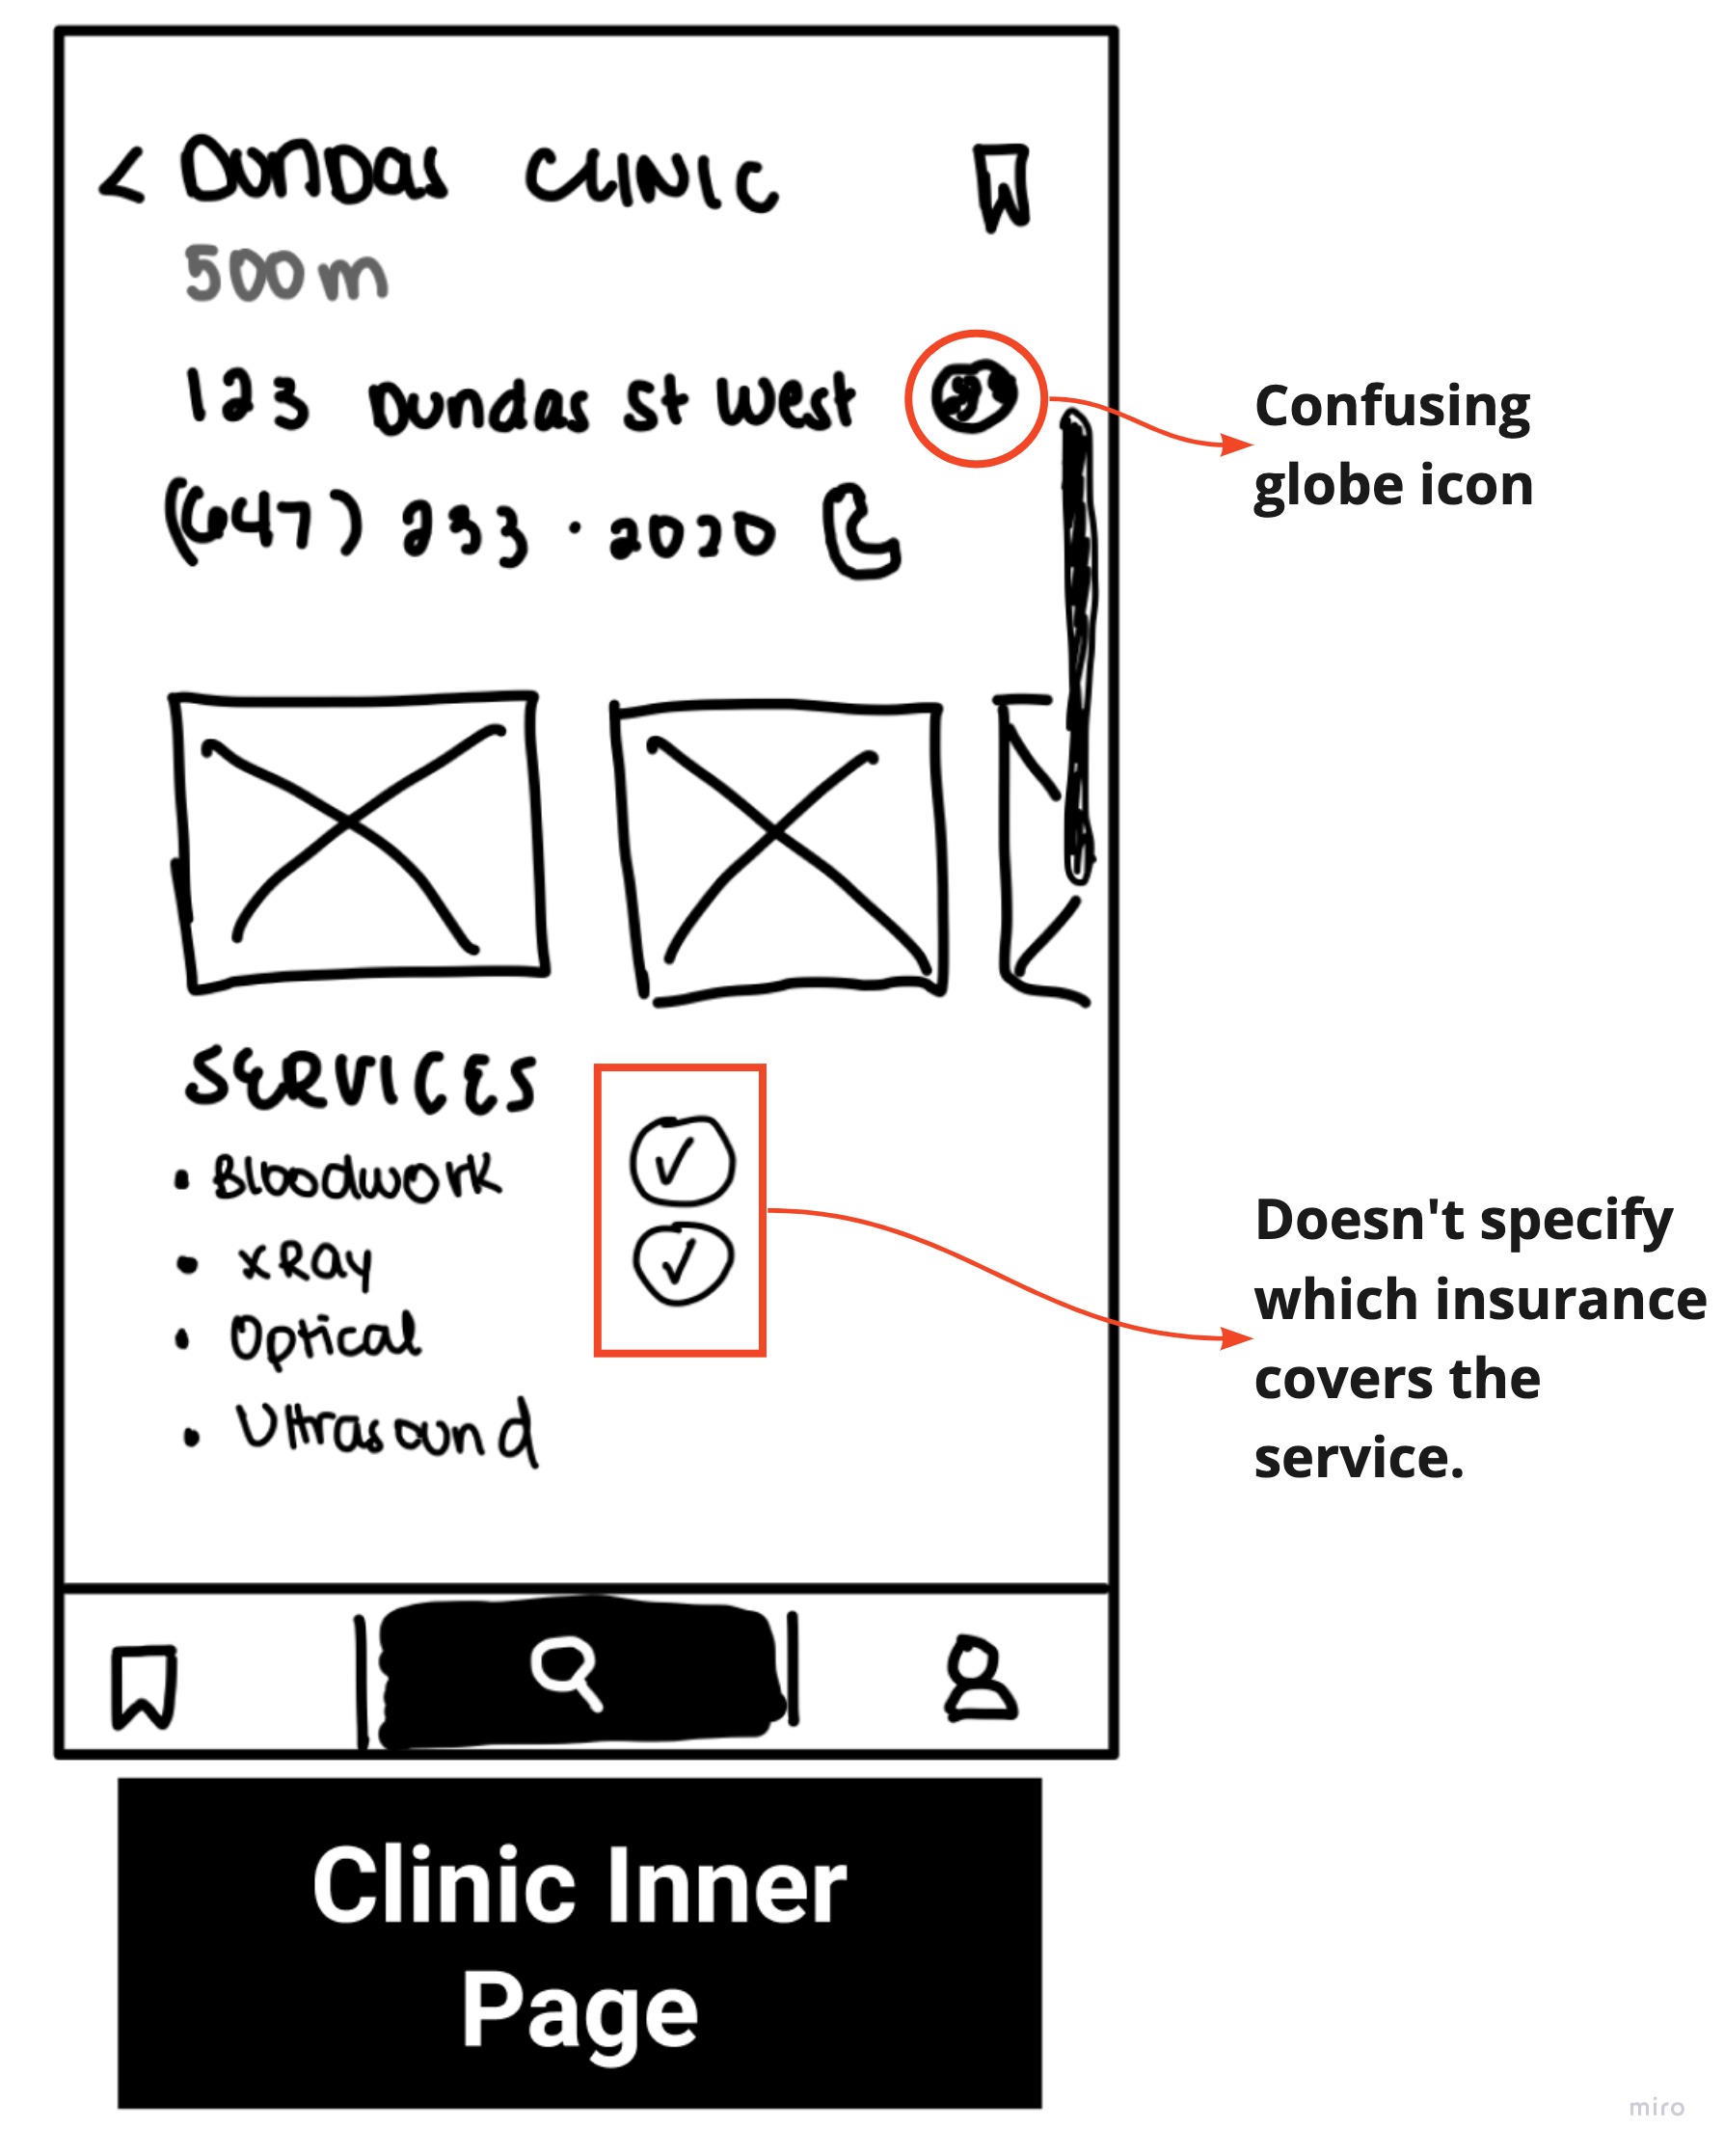 < DUNDas CLINIC
500 m
123 Dundas St West
(647) 233 • 2020
SERVICES
• Bloodwork
• XRay
• Optical
• Ultrasound
Confusing
globe icon
Doesn't specify
which insurance
covers the
service.
Clinic Inner
Page
miro